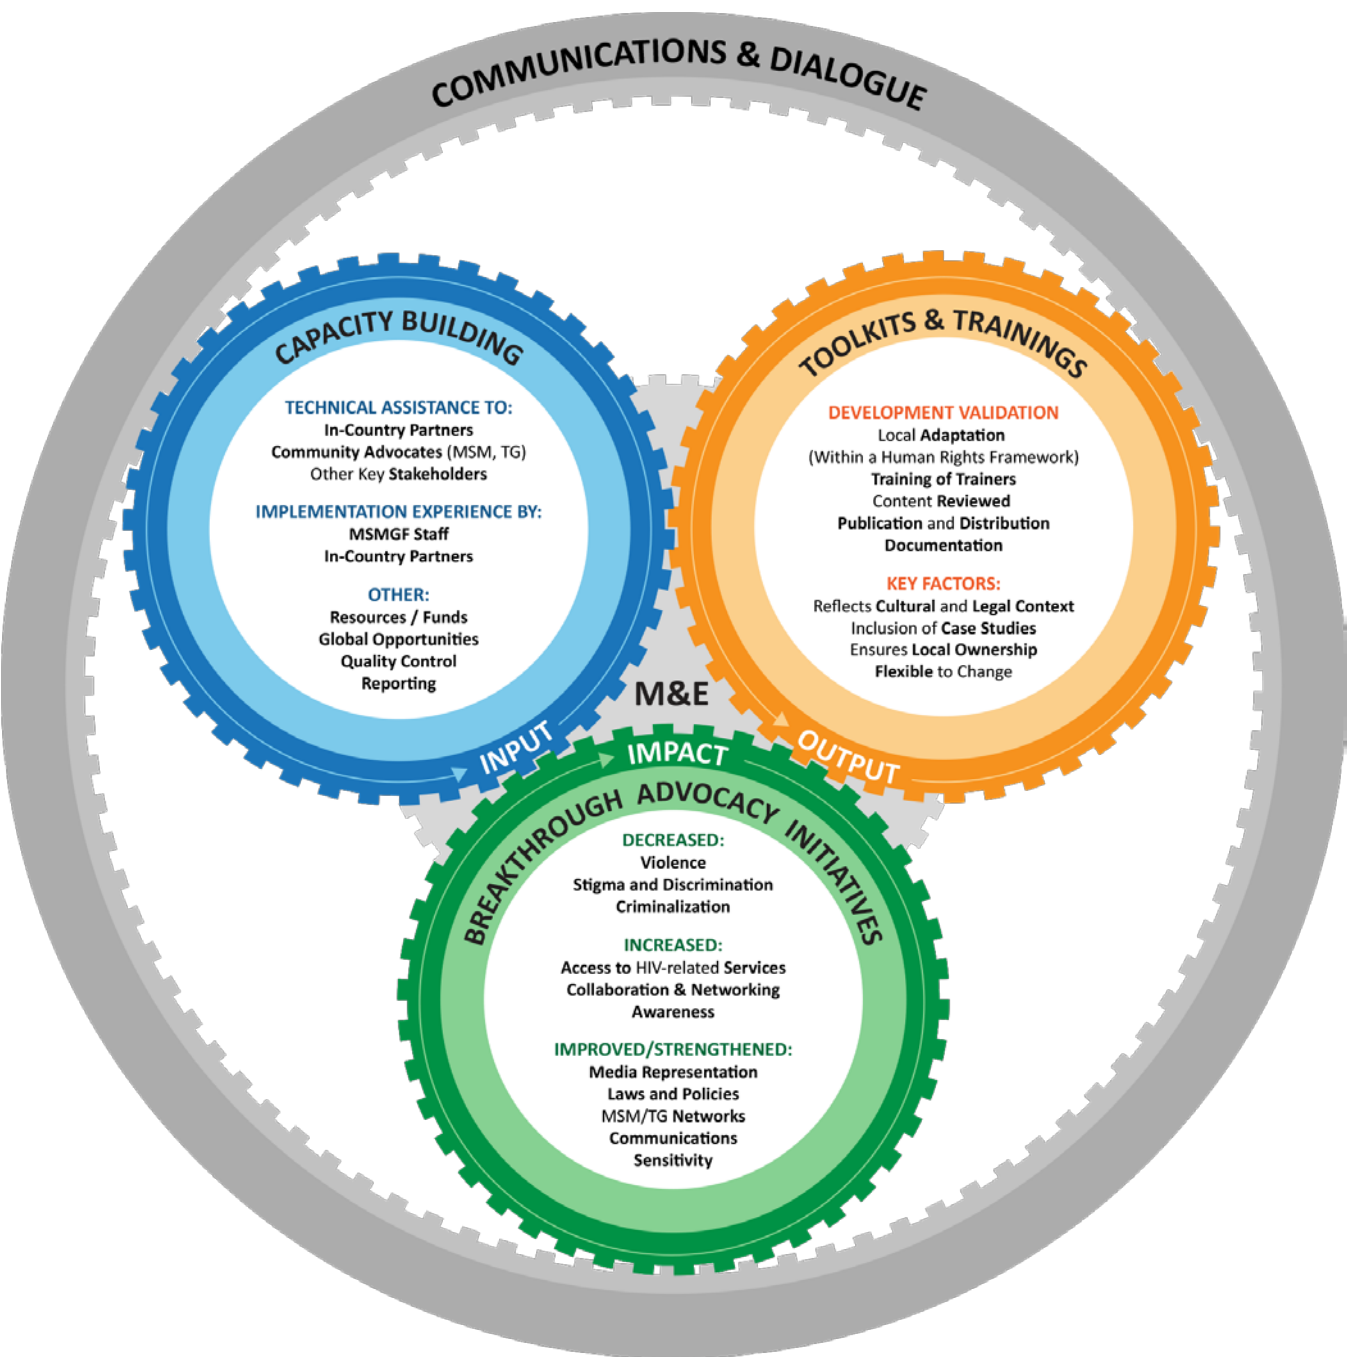 COMMUNICATIONS & DIALOGUE
CAPACITY BUILDING
TECHNICAL ASSISTANCE TO:
In-Country Partners
Community Advocates (MSM, TG)
Other Key Stakeholders
IMPLEMENTATION EXPERIENCE BY:
MSMGF Staff
In-Country Partners
OTHER:
Resources / Funds
Global Opportunities
Quality Control
Reporting
INPUT
TOOLKITS & TRAININGS
DEVELOPMENT VALIDATION
Local Adaptation
(Within a Human Rights Framework)
Training of Trainers
Content Reviewed
Publication and Distribution
Documentation
KEY FACTORS:
Reflects Cultural and Legal Context
Inclusion of Case Studies
Ensures Local Ownership
Flexible to Change
OUTPUT
M&E
IMPACT
BREAKTHROUGH ADVOCACY INITIATIVES
DECREASED:
Violence
Stigma and Discrimination
Criminalization
INCREASED:
Access to HIV-related Services
Collaboration & Networking
Awareness
IMPROVED/STRENGTHENED:
Media Representation
Laws and Policies
MSM/TG Networks
Communications
Sensitivity